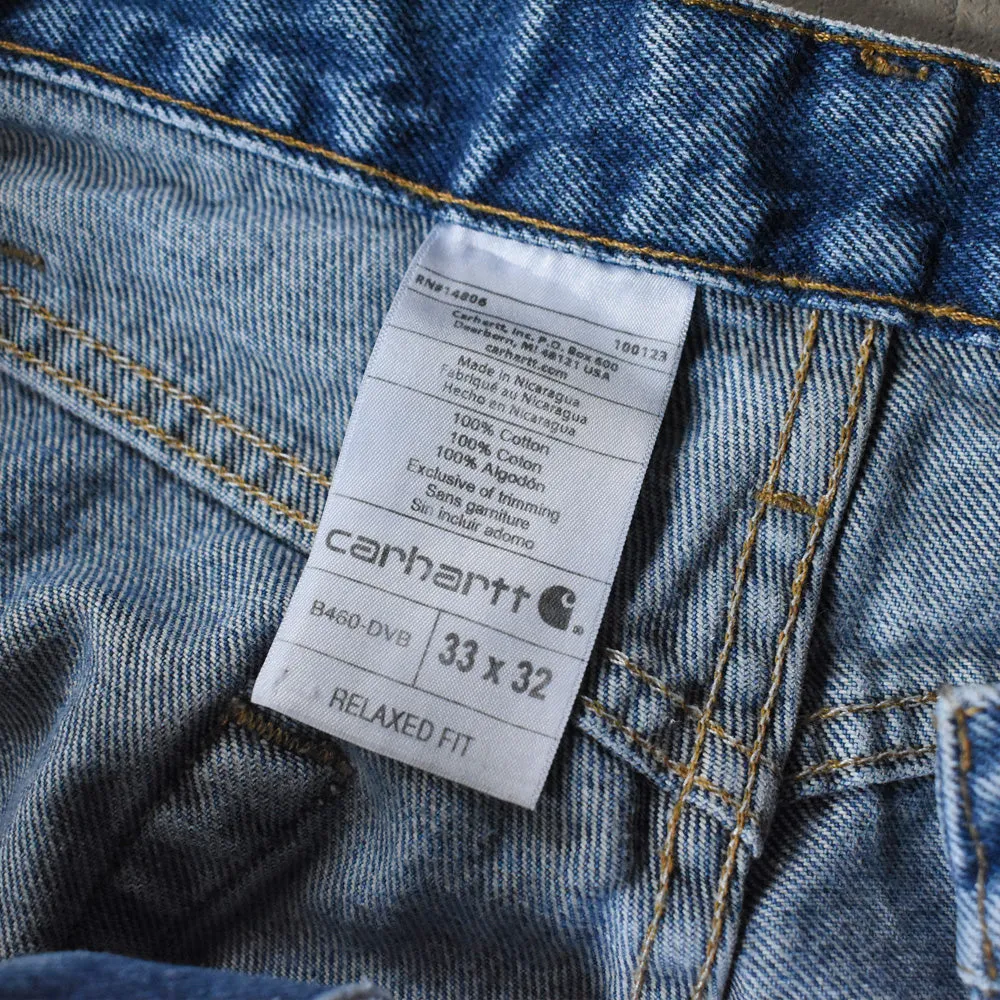 RN#14806
100123
Carhartt, Inc. P.O. Box 600
Dearborn, MI 48121 USA
carhartt.com
Made in Nicaragua
Fabriqué au Nicaragua
Hecho en Nicaragua
100% Cotton
100% Coton
100% Algodón
Exclusive of trimming
Sans garniture
Sin incluir adorno
carhartt
B460-DVB
33 x 32
RELAXED FIT